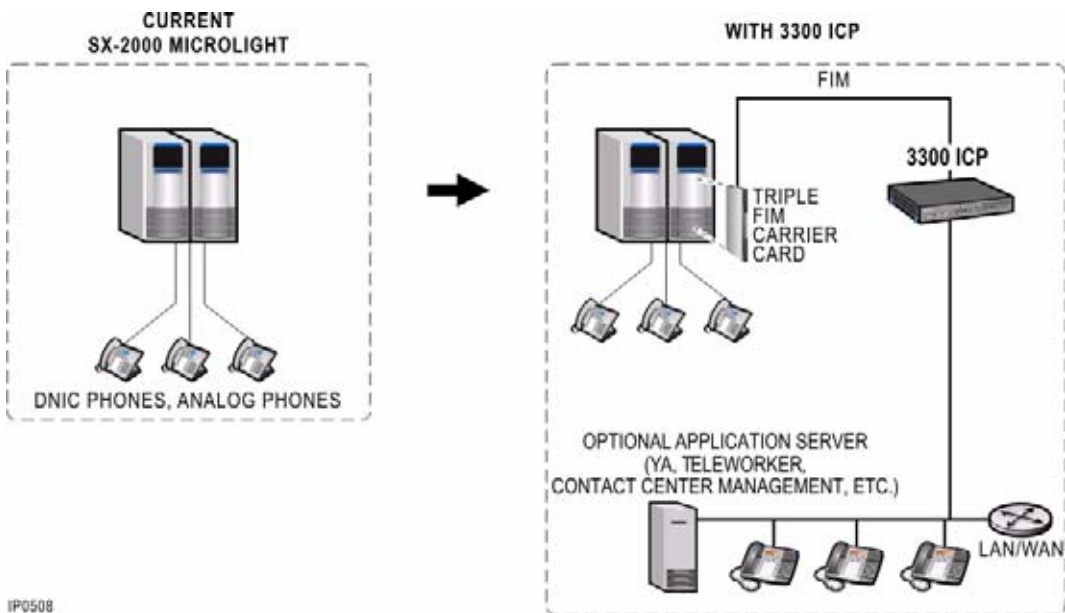 CURRENT
SX-2000 MICROLIGHT
DNIC PHONES, ANALOG PHONES
WITH 3300 ICP
FIM
3300 ICP
TRIPLE
FIM
CARRIER
CARD
OPTIONAL APPLICATION SERVER
(YA, TELEWORKER,
CONTACT CENTER MANAGEMENT, ETC.)
LAN/WAN
IP0508